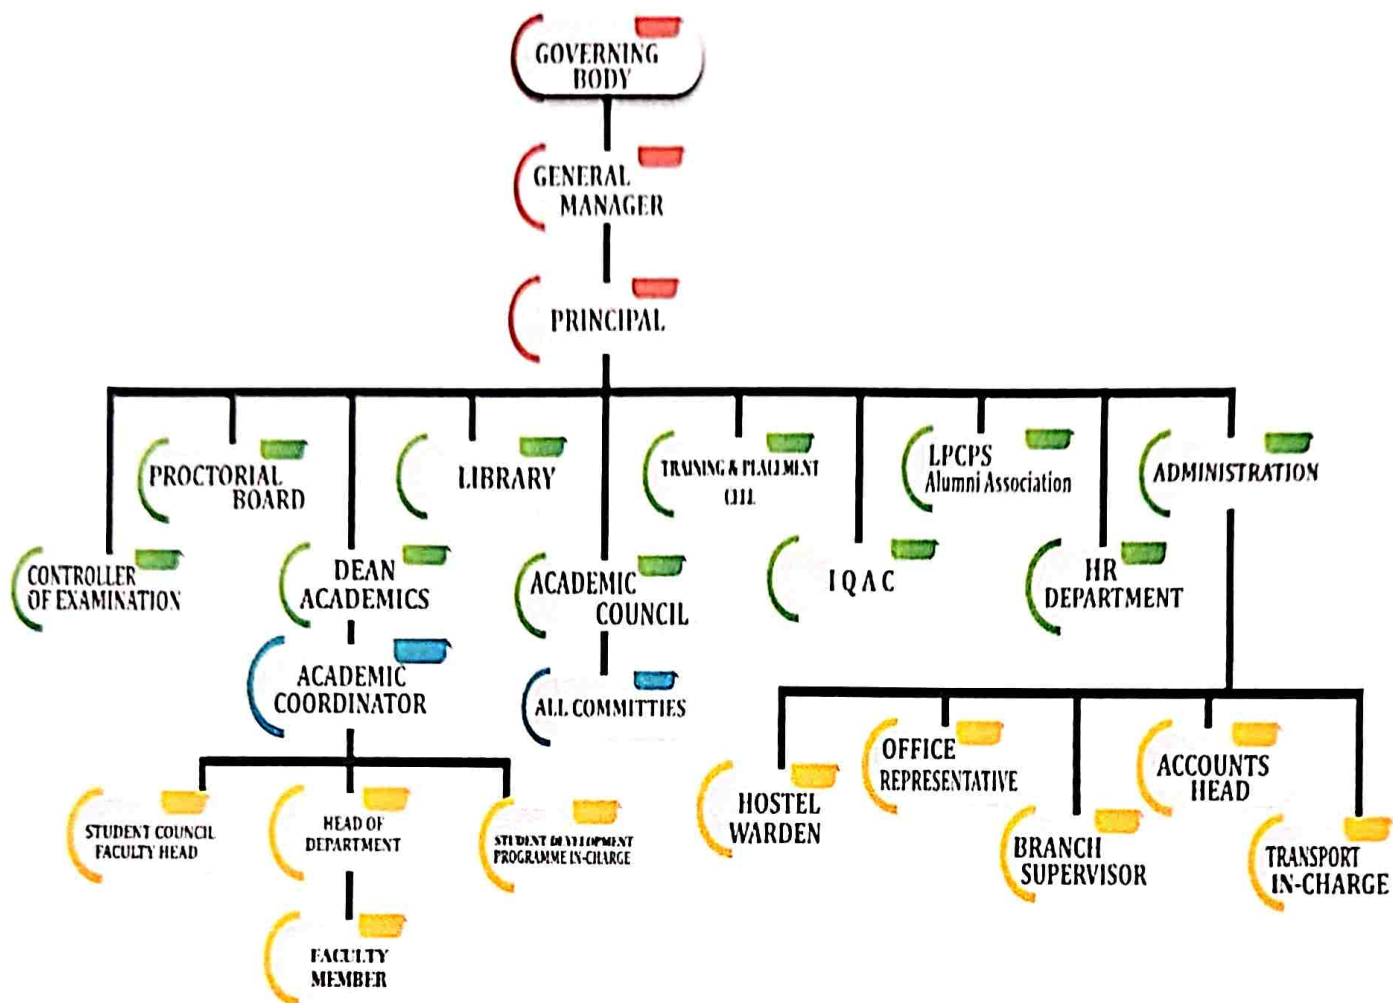 GOVERNING
BODY
GENERAL
MANAGER
PRINCIPAL
PROCTORIAL
BOARD
LIBRARY
TRAINING & PLACEMENT
CELL
LPCPS
Alumni Association
ADMINISTRATION
CONTROLLER
OF EXAMINATION
DEAN
ACADEMICS
ACADEMIC
COUNCIL
IQAC
HR
DEPARTMENT
ACADEMIC
COORDINATOR
ALL COMMITTIES
STUDENT COUNCIL
FACULTY HEAD
HEAD OF
DEPARTMENT
STUDENT DEVELOPMENT
PROGRAMME IN-CHARGE
HOSTEL
WARDEN
OFFICE
REPRESENTATIVE
BRANCH
SUPERVISOR
ACCOUNTS
HEAD
TRANSPORT
IN-CHARGE
FACULTY
MEMBER